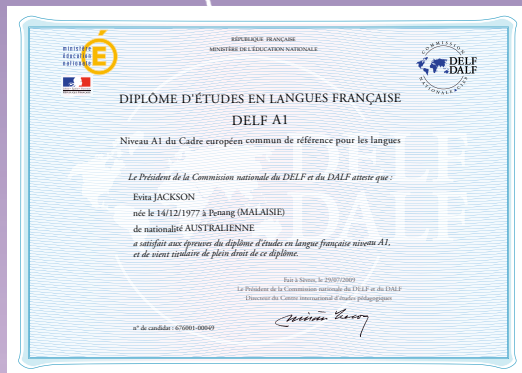 ministère
éducation
nationale
É
RÉPUBLIQUE FRANÇAISE
MINISTÈRE DE L'ÉDUCATION NATIONALE
COMMISSION
DELF
DALF
NATIONALE
DIPLÔME D'ÉTUDES EN LANGUES FRANÇAISE
DELF A1
Niveau A1 du Cadre européen commun de référence pour les langues
Le Président de la Commission nationale du DELF et du DALF atteste que :
Evita JACKSON
née le 14/12/1977 à Penang (MALAISIE)
de nationalité AUSTRALIENNE
a satisfait aux épreuves du diplôme d'études en langue française niveau A1,
et de vient titulaire de plein droit de ce diplôme.
Fait à Sèvres, le 29/07/2009
Le Président de la Commission nationale du DELF et du DALF
Directeur du Centre international d'études pédagogiques
n° de candidat : 676001-00049
DELF
DALF